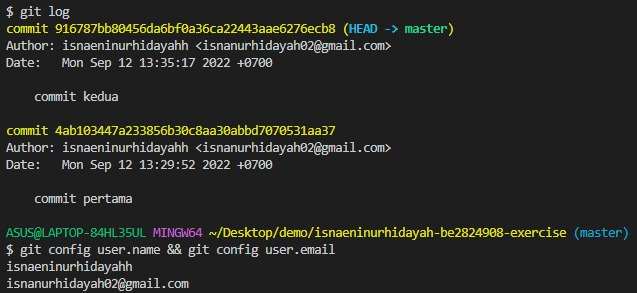 $ git log
commit 916787bb80456da6bf0a36ca22443aae6276ecb8 (HEAD -> master)
Author: isnaeninurhidayahh <isnanurhidayah02@gmail.com>
Date:   Mon Sep 12 13:35:17 2022 +0700

    commit kedua

commit 4ab103447a233856b30c8aa30abbd7070531aa37
Author: isnaeninurhidayahh <isnanurhidayah02@gmail.com>
Date:   Mon Sep 12 13:29:52 2022 +0700

    commit pertama

ASUS@LAPTOP-84HL35UL MINGW64 ~/Desktop/demo/isnaeninurhidayah-be2824908-exercise (master)
$ git config user.name && git config user.email
isnaeninurhidayahh
isnanurhidayah02@gmail.com